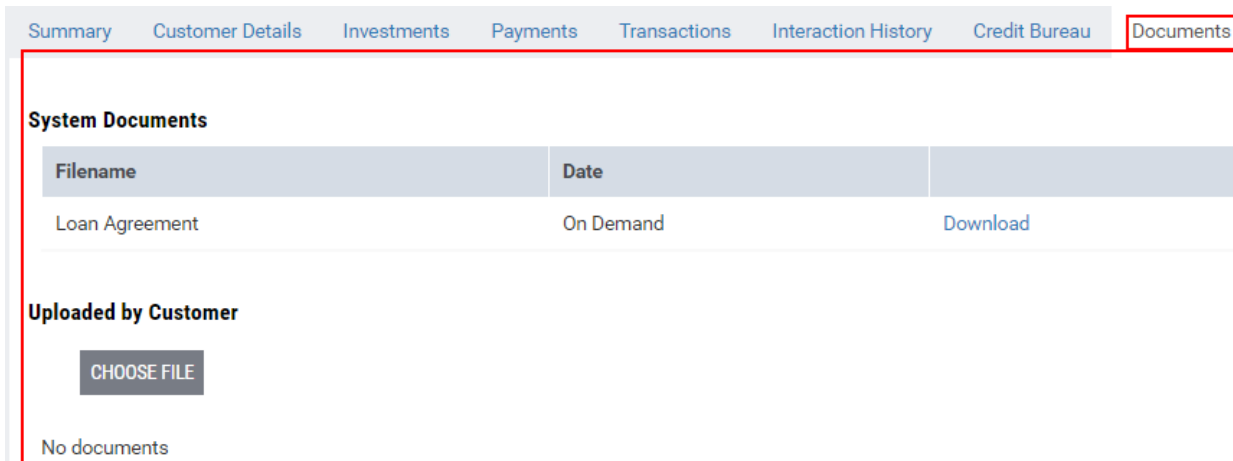 Summary Customer Details Investments Payments Transactions Interaction History Credit Bureau Documents
System Documents
Filename Date
Loan Agreement On Demand Download
Uploaded by Customer
CHOOSE FILE
No documents